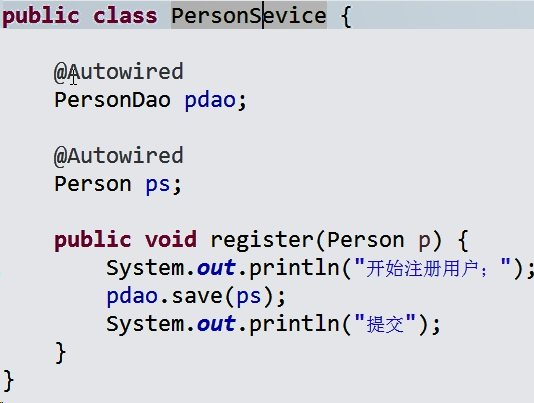 public class PersonSevice {
@Autowired
PersonDao pdao;
@Autowired
Person ps;
public void register(Person p) {
System.out.println("开始注册用户；");
pdao.save(ps);
System.out.println("提交");
}
}